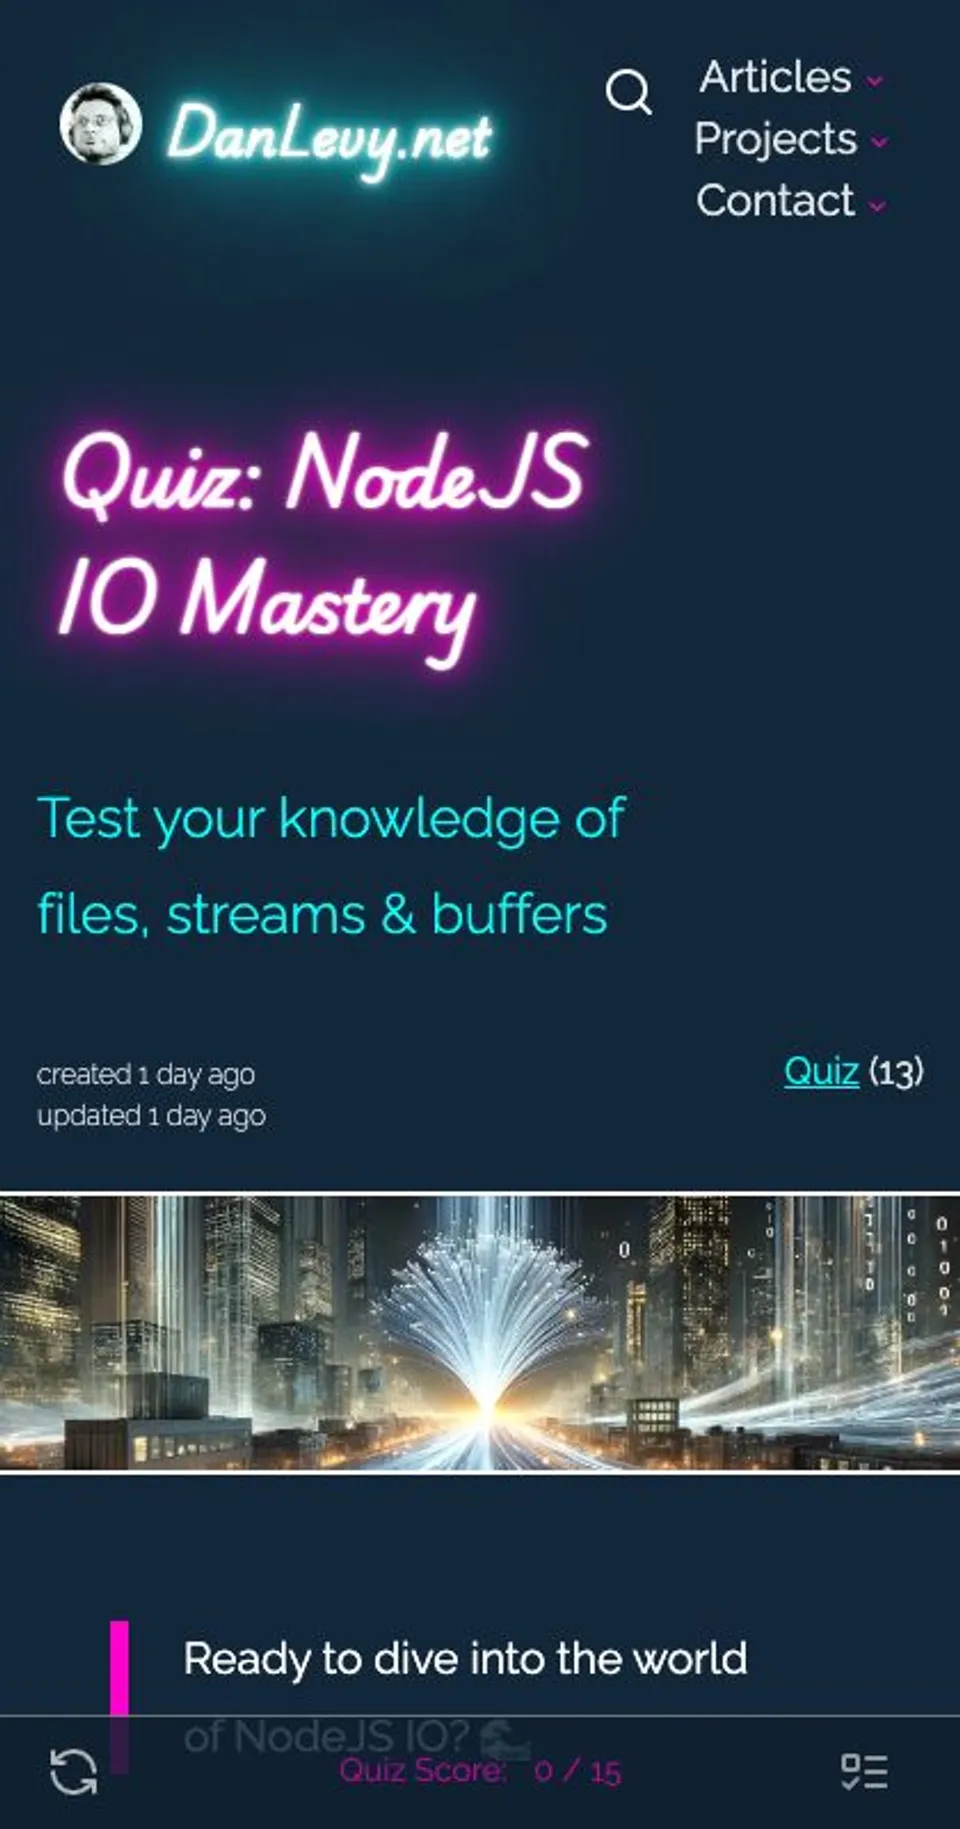 DanLevy.net
Articles
Projects
Contact
Quiz: NodeJS
IO Mastery
Test your knowledge of
files, streams & buffers
created 1 day ago
updated 1 day ago
Quiz (13)
Ready to dive into the world
of NodeJS IO? 🌊
Quiz Score: 0 / 15